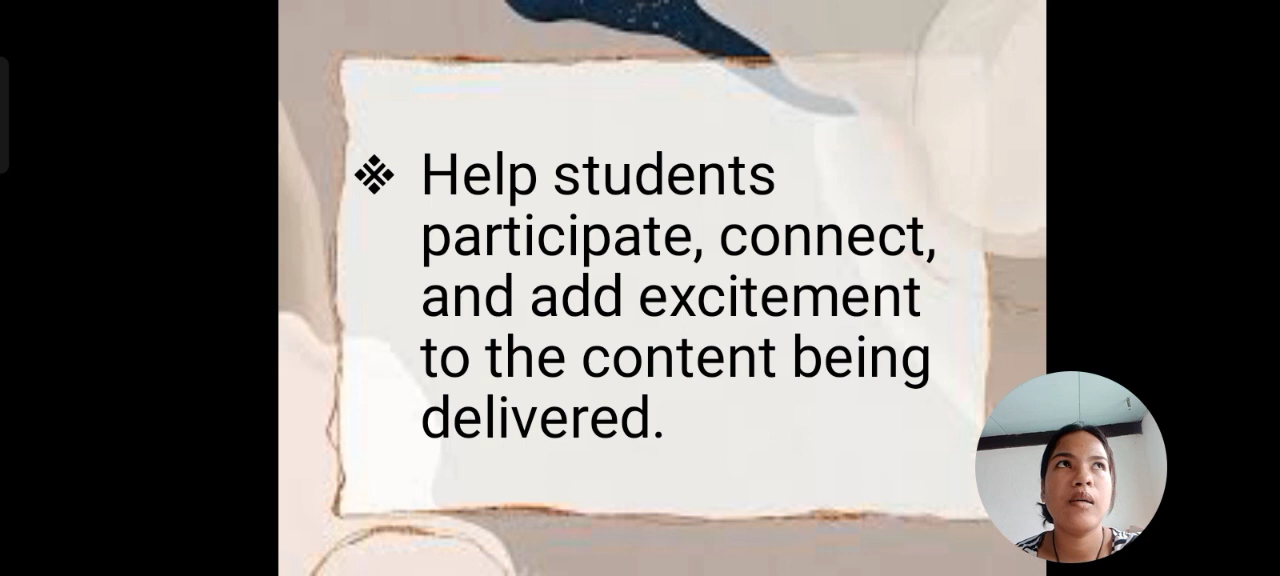 ❖ Help students
participate, connect,
and add excitement
to the content being
delivered.